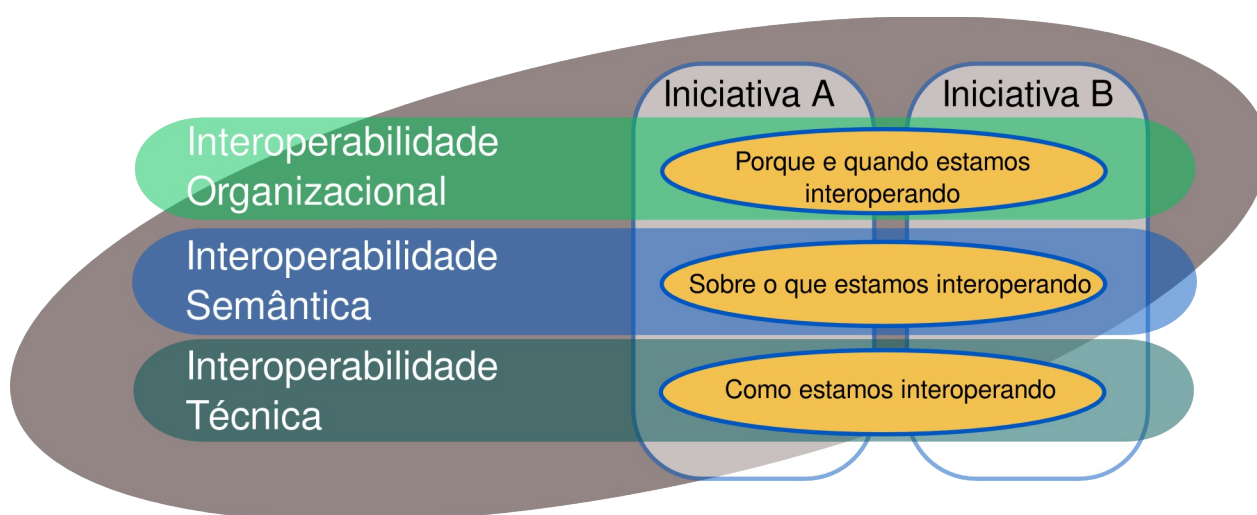 Iniciativa A
Iniciativa B
Interoperabilidade
Organizacional
Porque e quando estamos
interoperando
Interoperabilidade
Semântica
Sobre o que estamos interoperando
Interoperabilidade
Técnica
Como estamos interoperando